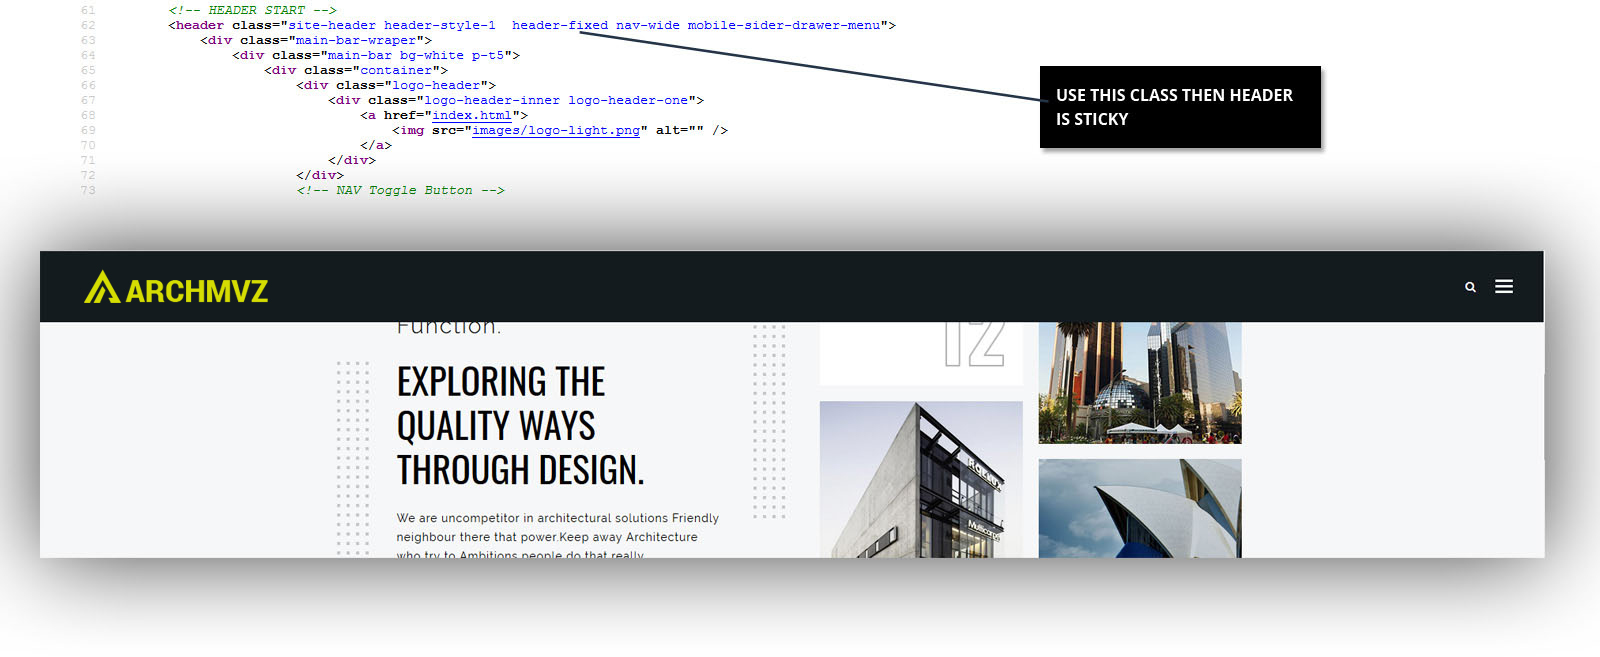 61 <!-- HEADER START -->
62 <header class="site-header header-style-1  header-fixed nav-wide mobile-sider-drawer-menu">
63 <div class="main-bar-wraper">
64 <div class="main-bar bg-white p-t5">
65 <div class="container">
66 <div class="logo-header">
67 <div class="logo-header-inner logo-header-one">
68 <a href="index.html">
69 <img src="images/logo-light.png" alt="" />
70 </a>
71 </div>
72 </div>
73 <!-- NAV Toggle Button -->
USE THIS CLASS THEN HEADER
IS STICKY
ARCHMVZ
Function.
12
EXPLORING THE
QUALITY WAYS
THROUGH DESIGN.
We are uncompetitor in architectural solutions Friendly
neighbour there that power.Keep away Architecture
who try to Ambitions people do that really